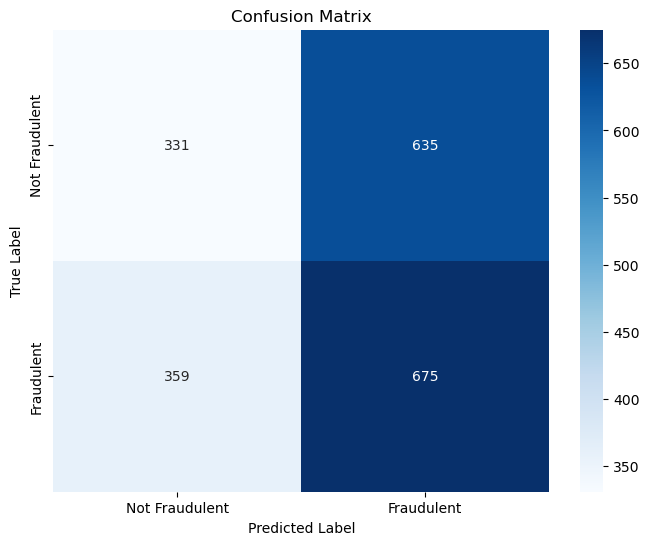 Confusion Matrix
Not Fraudulent
Fraudulent
True Label
331
635
359
675
Not Fraudulent
Fraudulent
Predicted Label
650
600
550
500
450
400
350